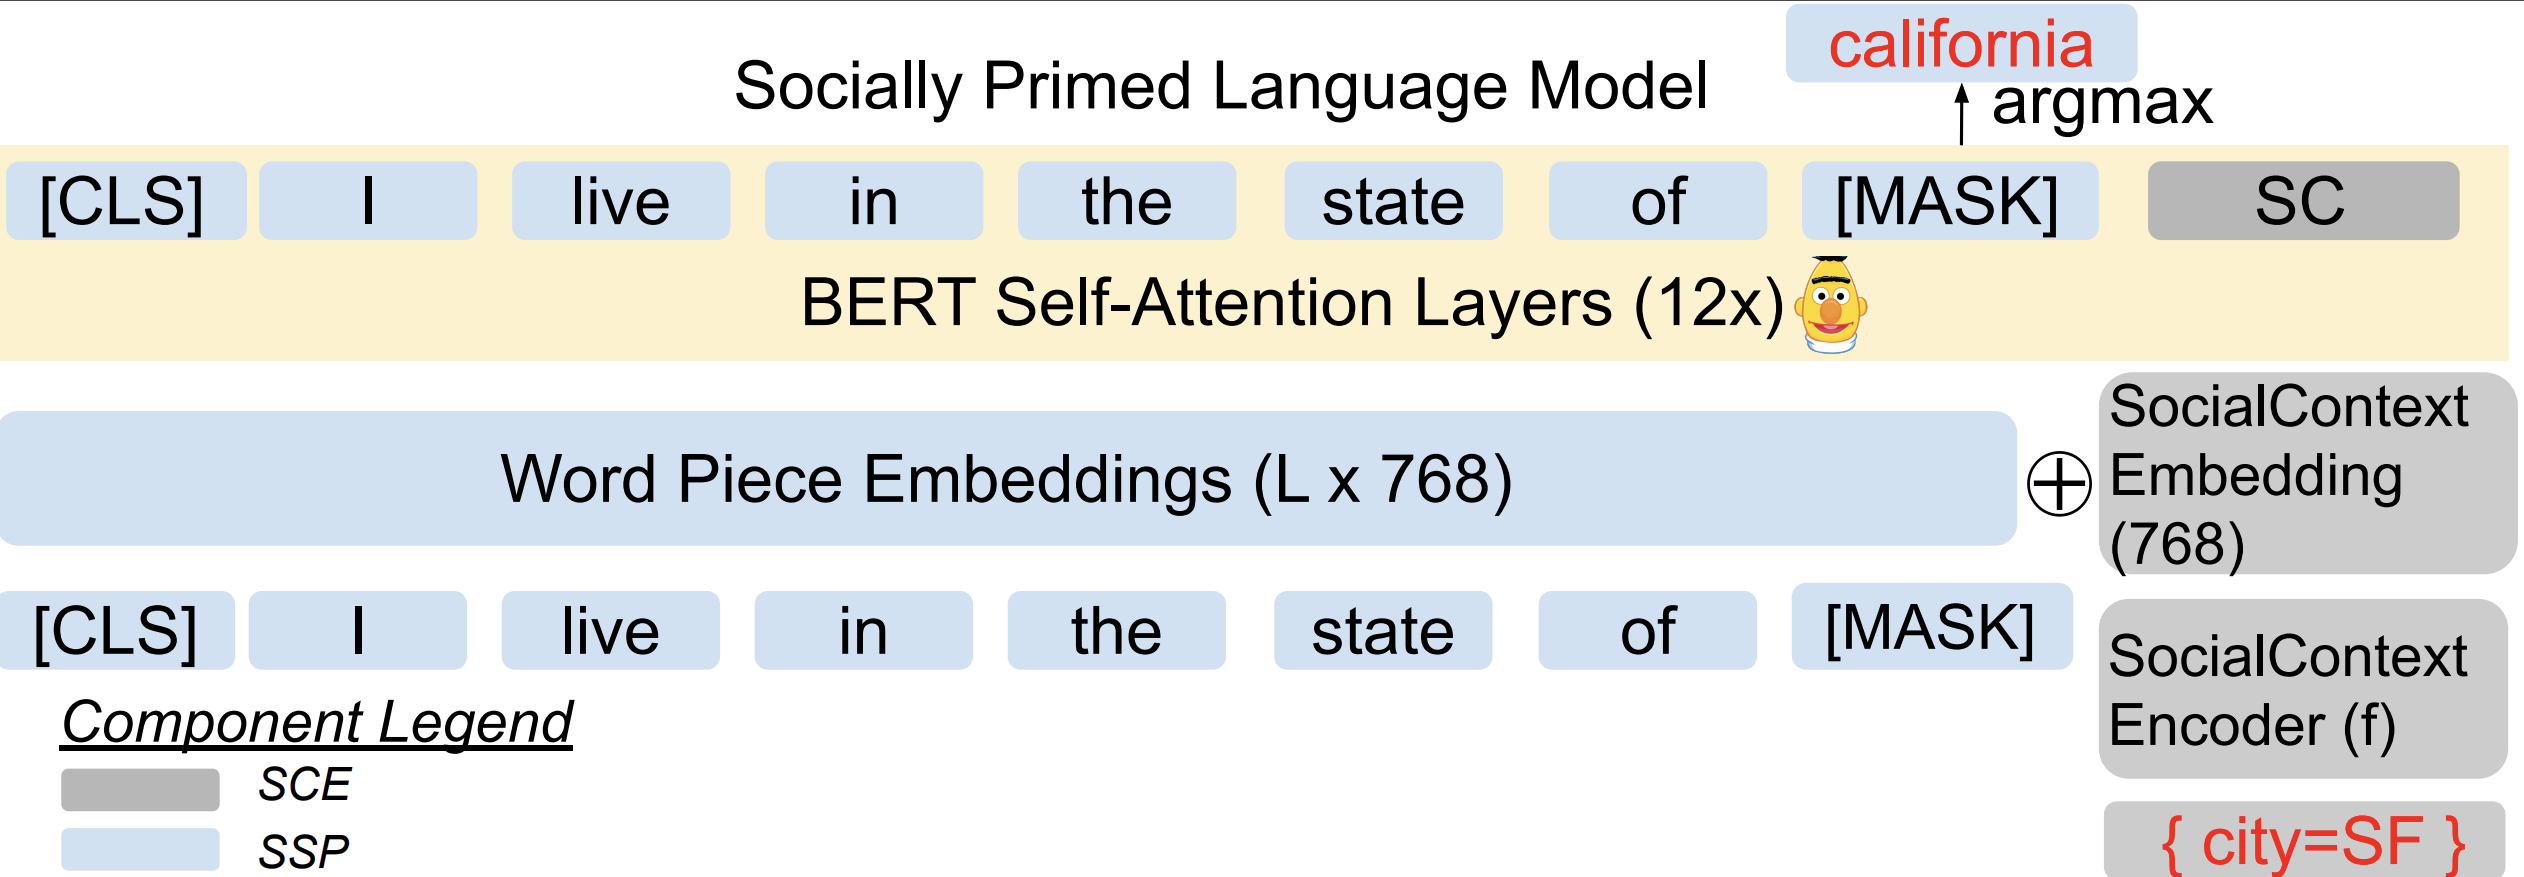 california
Socially Primed Language Model
argmax
[CLS] I live in the state of [MASK] SC
BERT Self-Attention Layers (12x)
Word Piece Embeddings (L x 768)
SocialContext
Embedding
(768)
[CLS] I live in the state of [MASK]
SocialContext
Encoder (f)
{ city=SF }
Component Legend
SCE
SSP